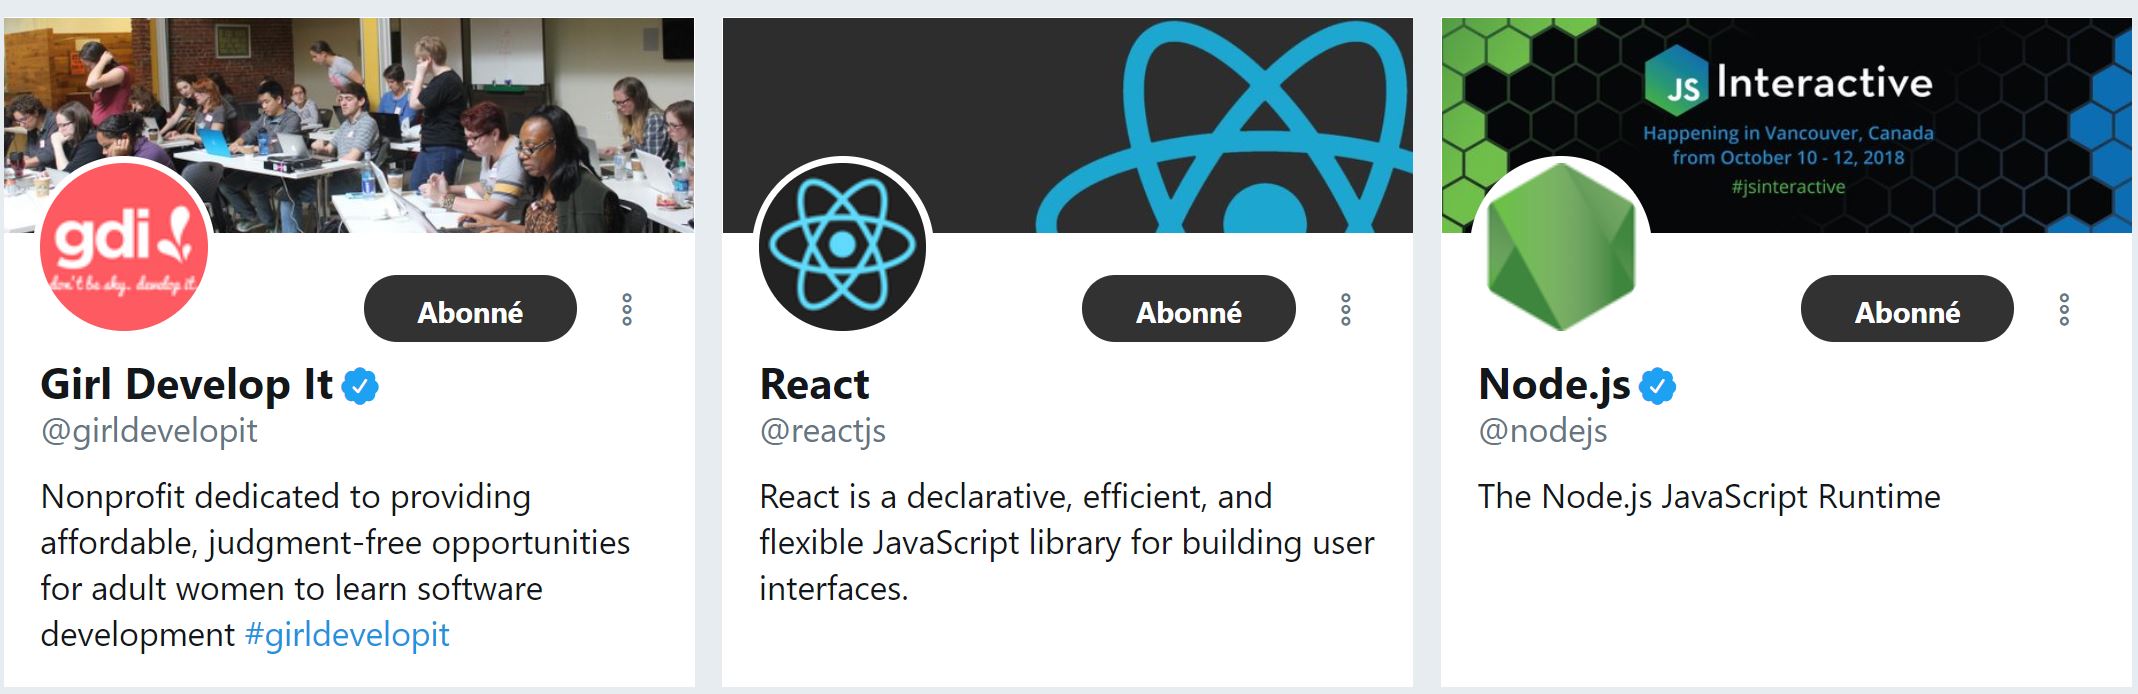 gdi
don't be shy. develop it.
Abonné
Girl Develop It
@girldevelopit
Nonprofit dedicated to providing
affordable, judgment-free opportunities
for adult women to learn software
development #girldevelopit
Abonné
React
@reactjs
React is a declarative, efficient, and
flexible JavaScript library for building user
interfaces.
JS Interactive
Happening in Vancouver, Canada
from October 10 - 12, 2018
#jsinteractive
Abonné
Node.js
@nodejs
The Node.js JavaScript Runtime